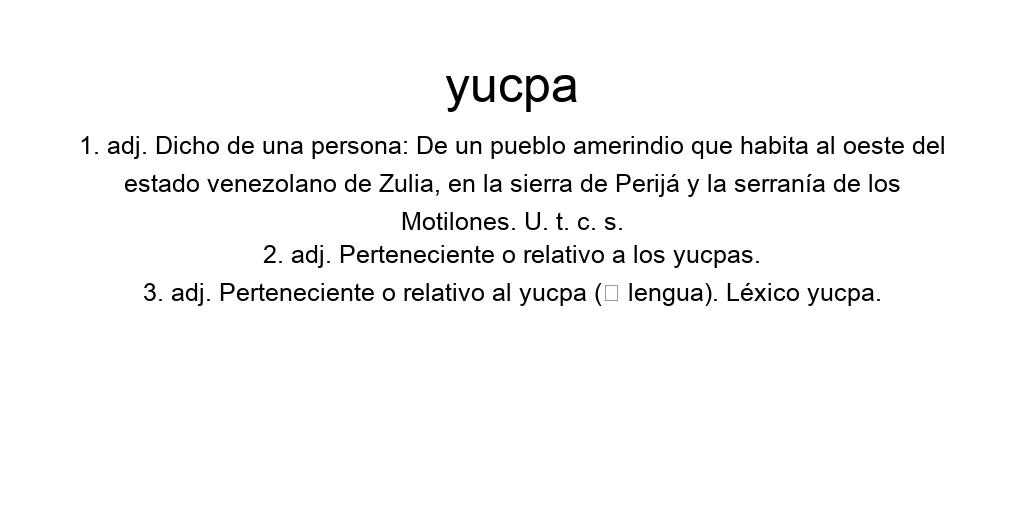 yucpa
1. adj. Dicho de una persona: De un pueblo amerindio que habita al oeste del
estado venezolano de Zulia, en la sierra de Perijá y la serranía de los
Motilones. U. t. c. s.
2. adj. Perteneciente o relativo a los yucpas.
3. adj. Perteneciente o relativo al yucpa (□ lengua). Léxico yucpa.